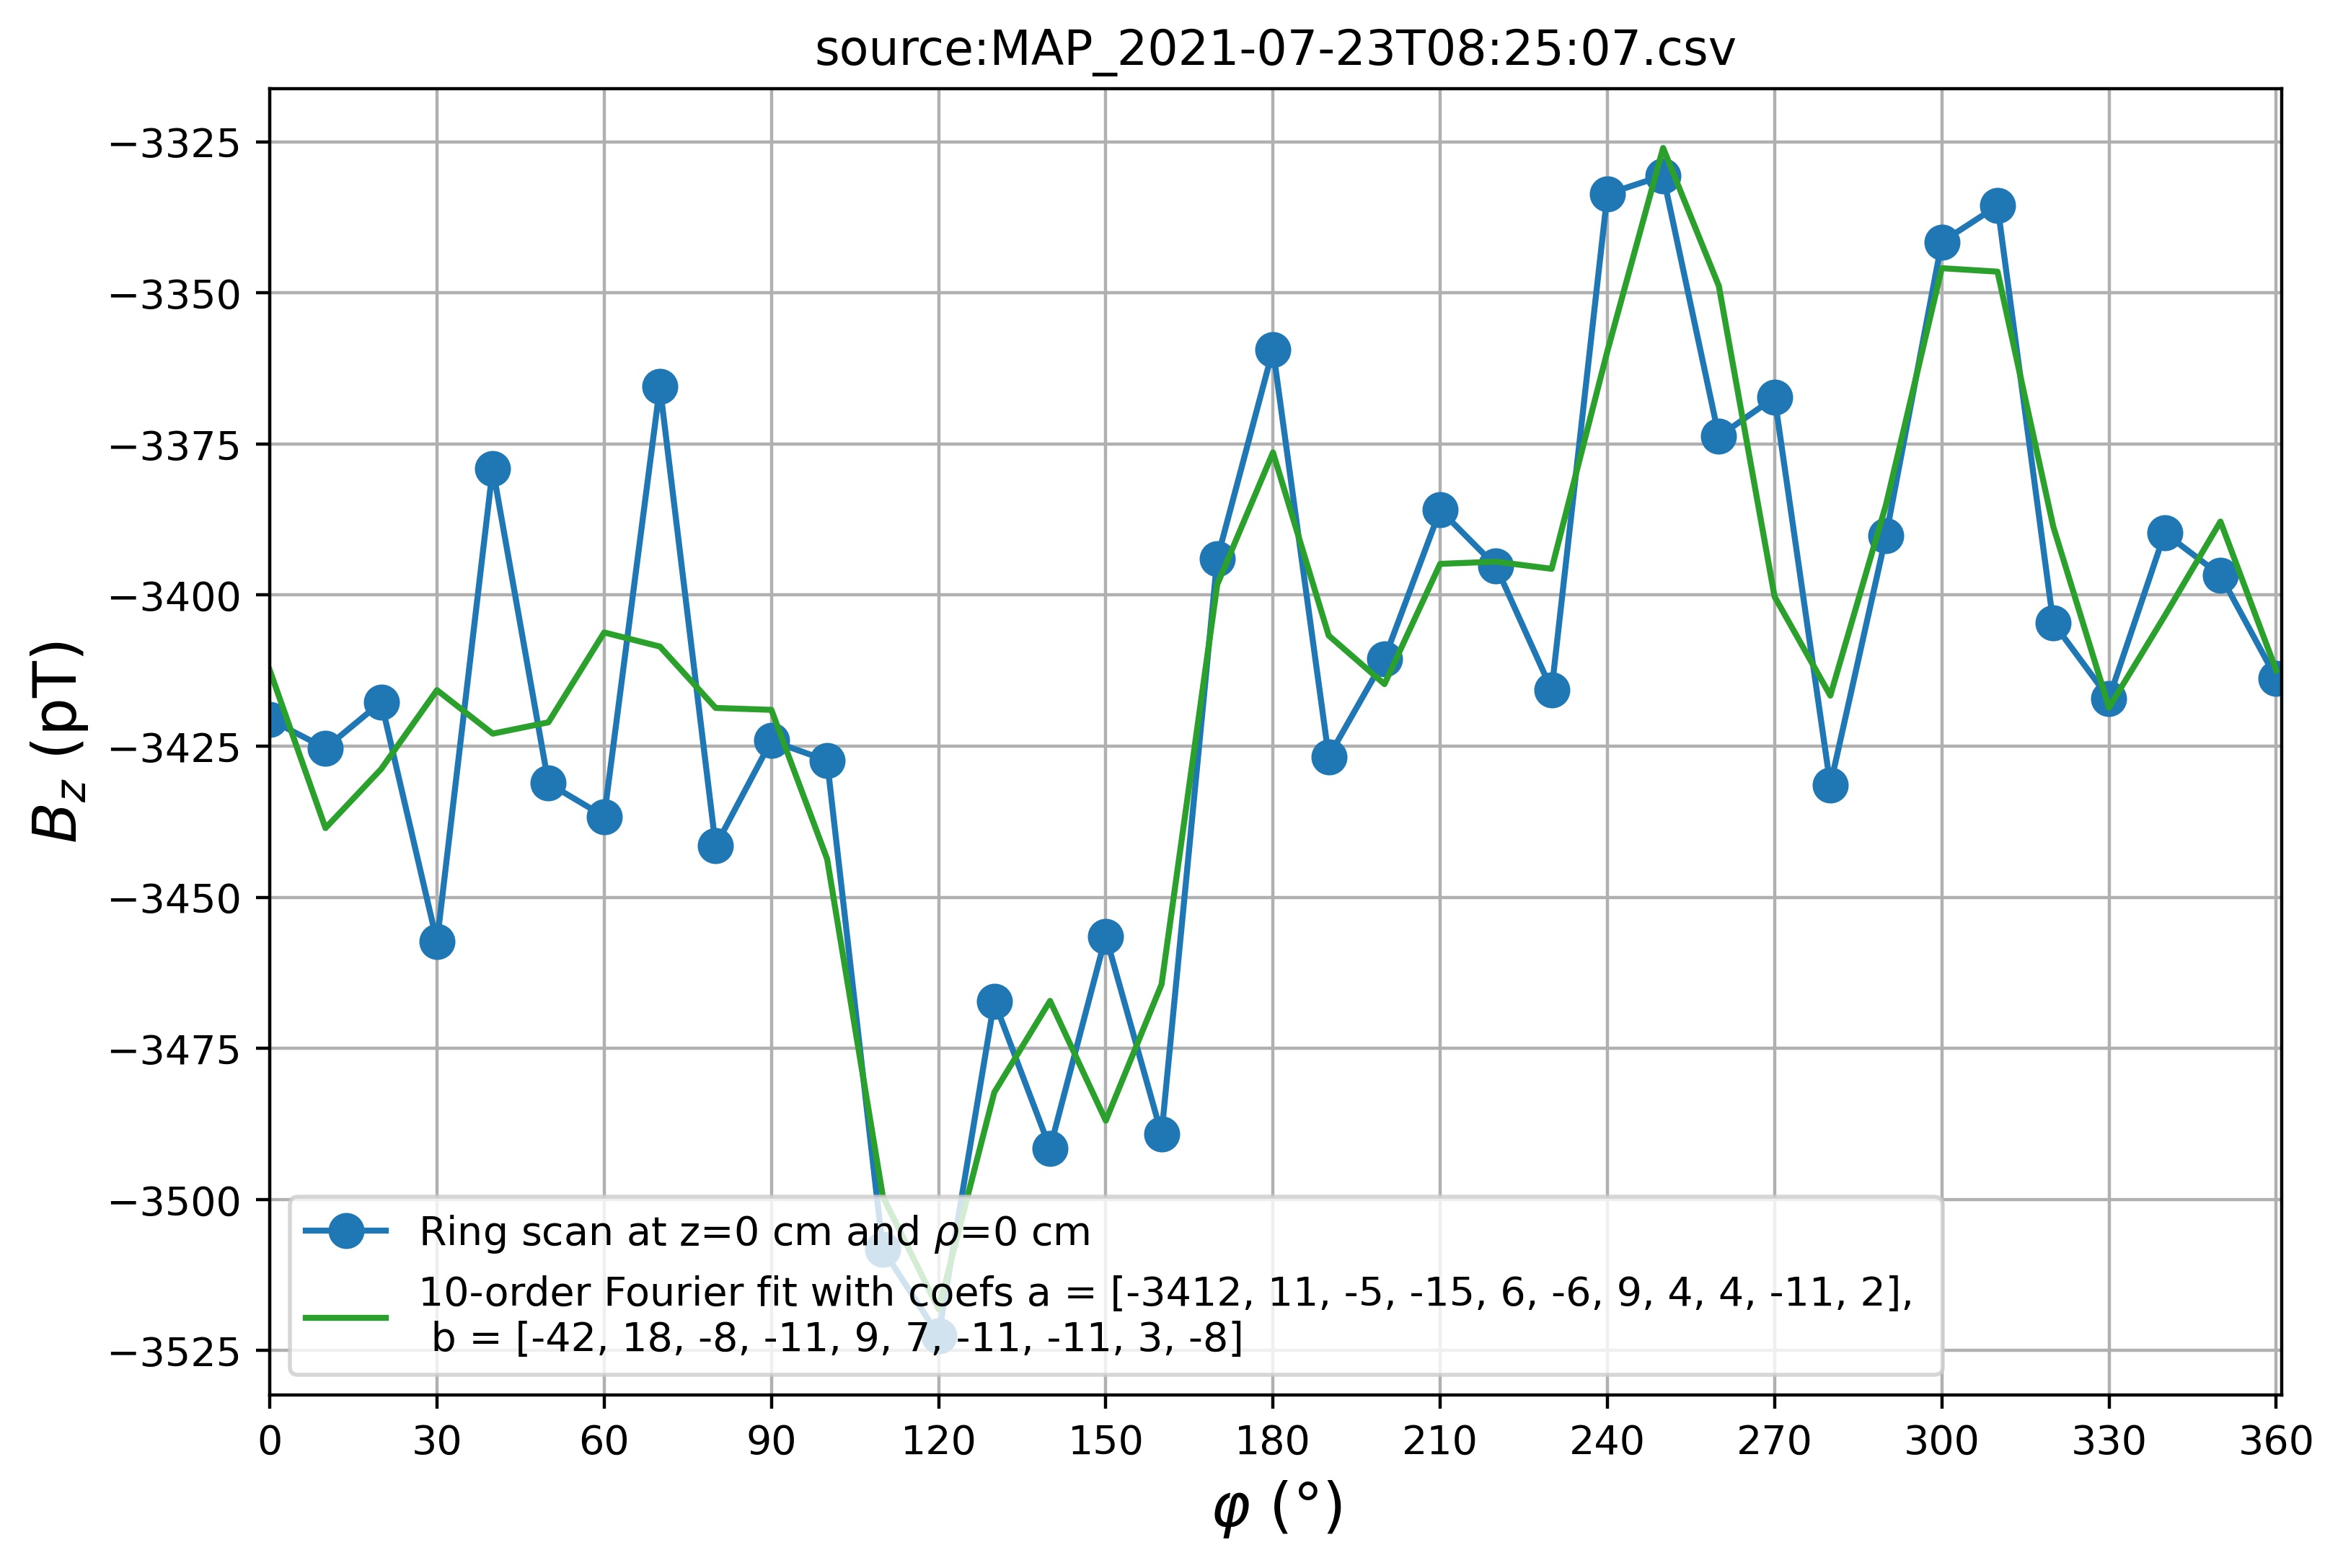 source:MAP_2021-07-23T08:25:07.csv
−3325
−3350
−3375
−3400
−3425
−3450
−3475
−3500
−3525
B_z (pT)
Ring scan at z=0 cm and ρ=0 cm
10-order Fourier fit with coefs a = [-3412, 11, -5, -15, 6, -6, 9, 4, 4, -11, 2],
b = [-42, 18, -8, -11, 9, 7, -11, -11, 3, -8]
0 30 60 90 120 150 180 210 240 270 300 330 360
φ (°)